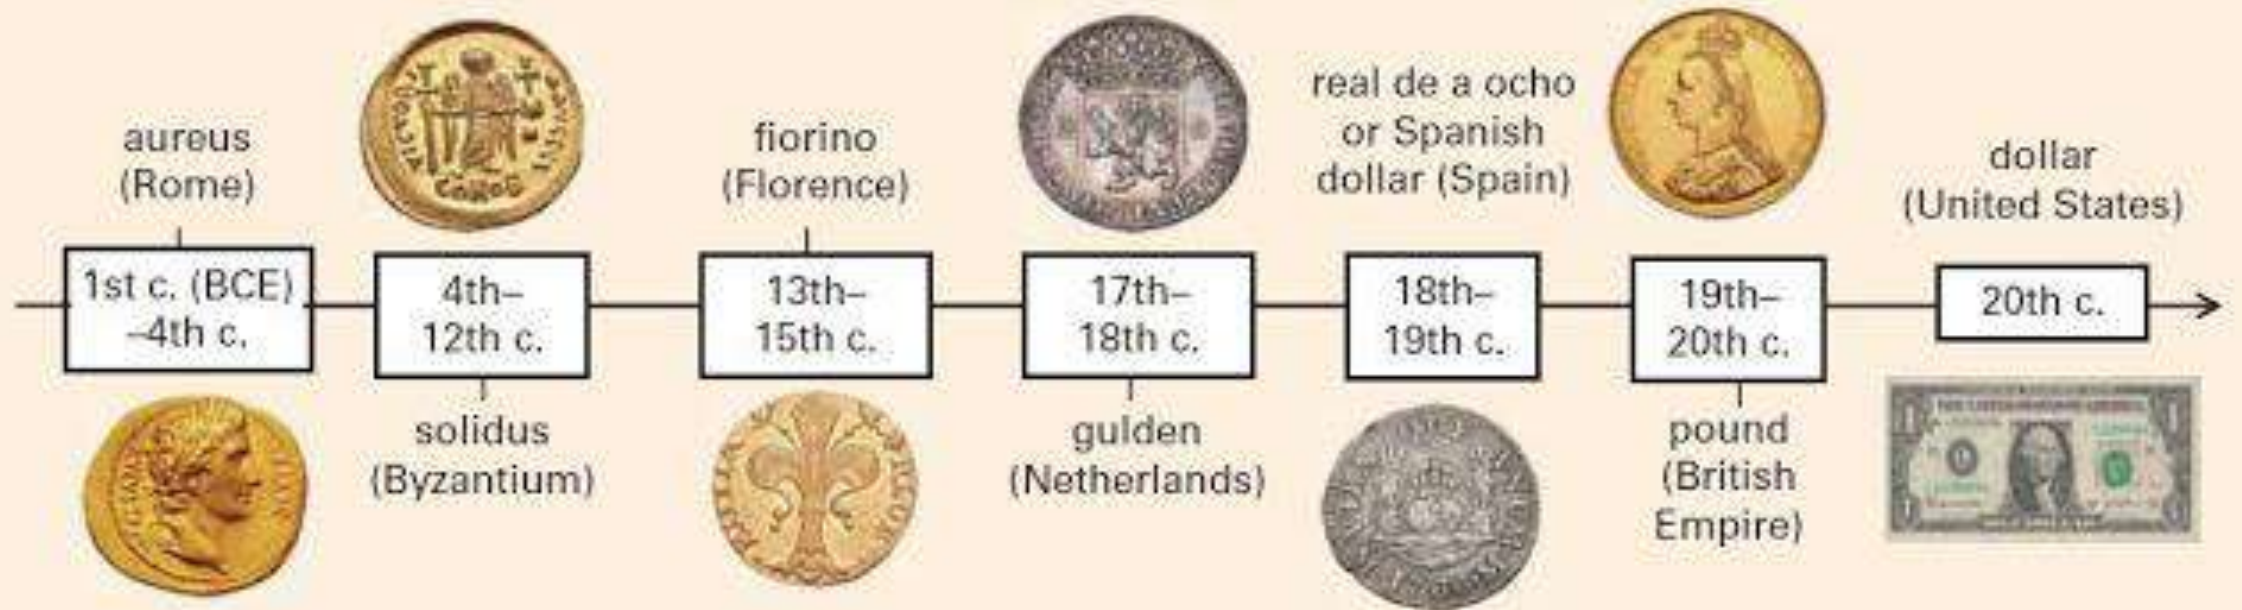 aureus
(Rome)
1st c. (BCE)
–4th c.
4th–
12th c.
solidus
(Byzantium)
fiorino
(Florence)
13th–
15th c.
17th–
18th c.
gulden
(Netherlands)
real de a ocho
or Spanish
dollar (Spain)
18th–
19th c.
19th–
20th c.
pound
(British
Empire)
dollar
(United States)
20th c.